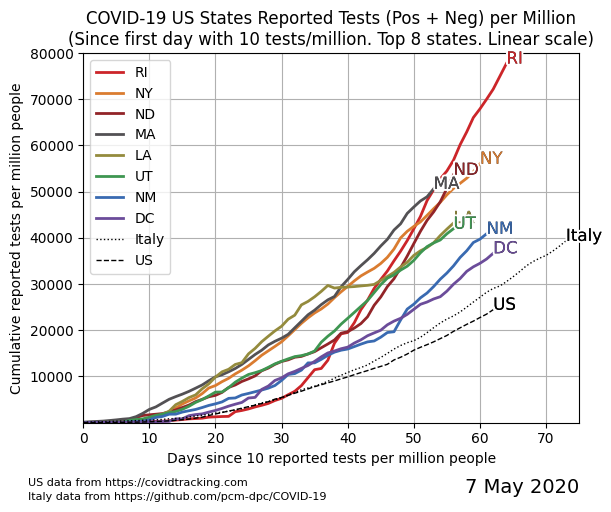 COVID-19 US States Reported Tests (Pos + Neg) per Million
(Since first day with 10 tests/million. Top 8 states. Linear scale)
Cumulative reported tests per million people
80000
70000
60000
50000
40000
30000
20000
10000
RI
NY
ND
MA
LA
UT
NM
DC
Italy
US
RI
NY
ND
MA
UT
NM
DC
Italy
US
0
10
20
30
40
50
60
70
Days since 10 reported tests per million people
US data from https://covidtracking.com
Italy data from https://github.com/pcm-dpc/COVID-19
7 May 2020